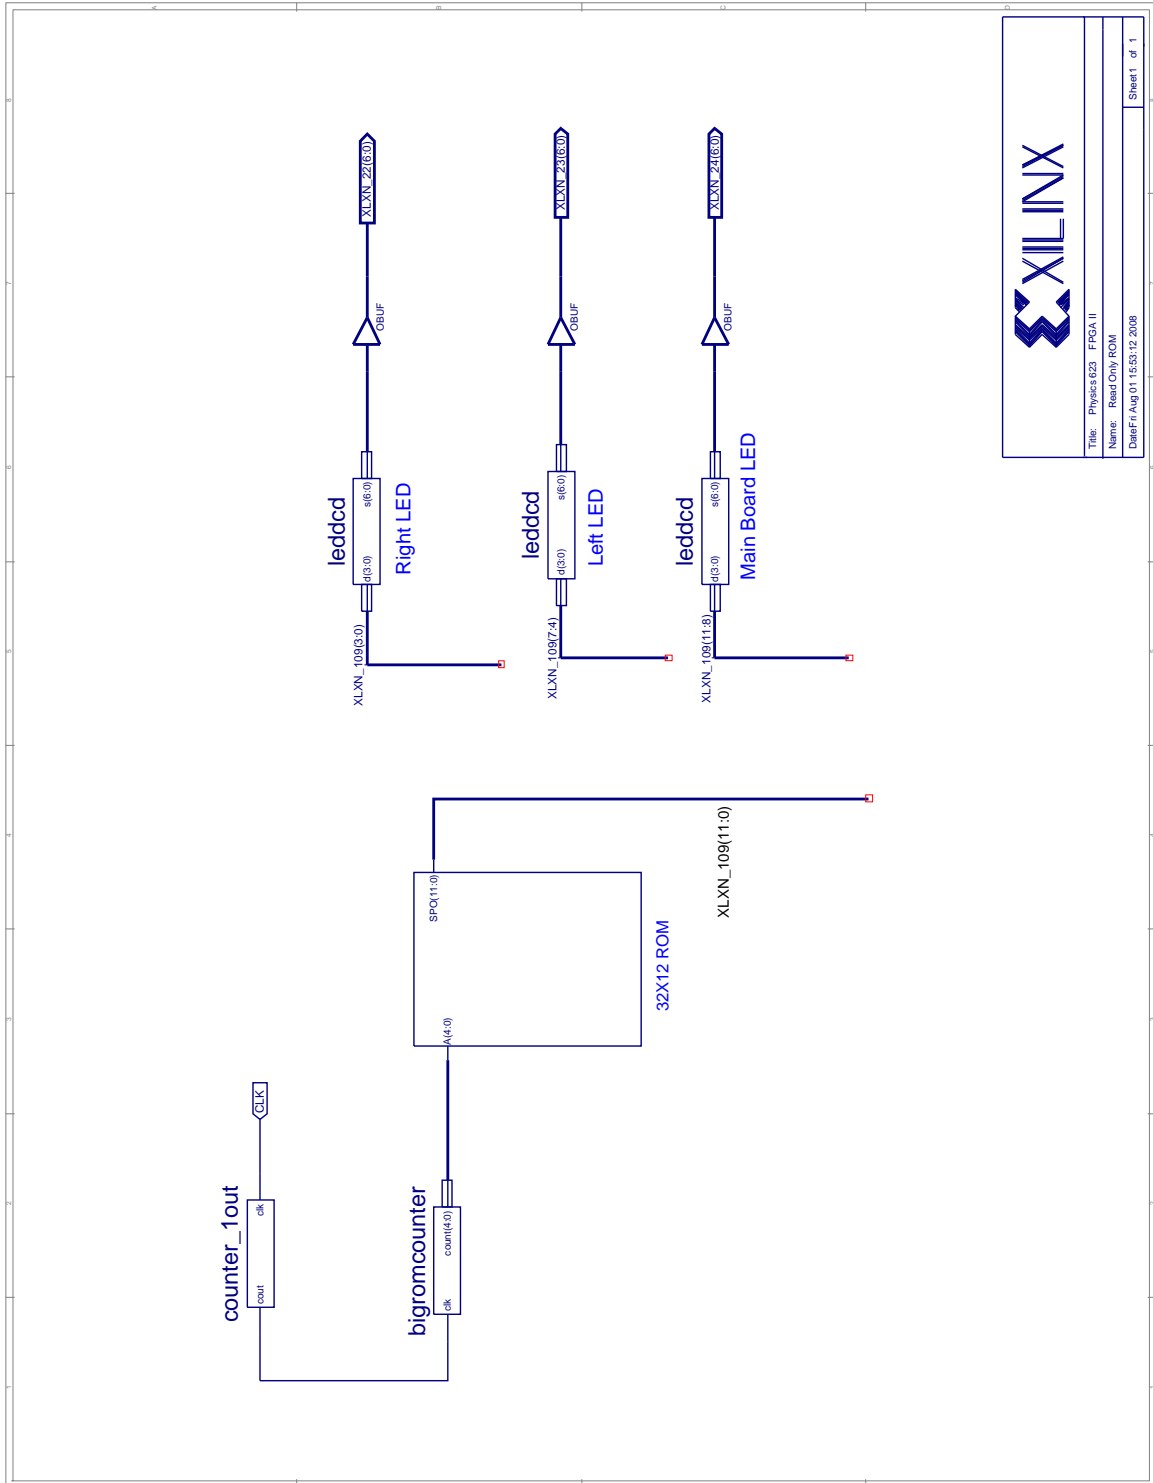 counter_1out
cout
clk
CLK
bigromcounter
clk
count(4:0)
A(4:0)
SPO(11:0)
32X12 ROM
XLXN_109(11:0)
XLXN_109(3:0)
leddcd
d(3:0)
s(6:0)
Right LED
OBUF
XLXN_22(6:0)
XLXN_109(7:4)
leddcd
d(3:0)
s(6:0)
Left LED
OBUF
XLXN_23(6:0)
XLXN_109(11:8)
leddcd
d(3:0)
s(6:0)
Main Board LED
OBUF
XLXN_24(6:0)
XILINX
Title: Physics 623 FPGA II
Name: Read Only ROM
Date Fri Aug 01 15:53:12 2008
Sheet 1 of 1